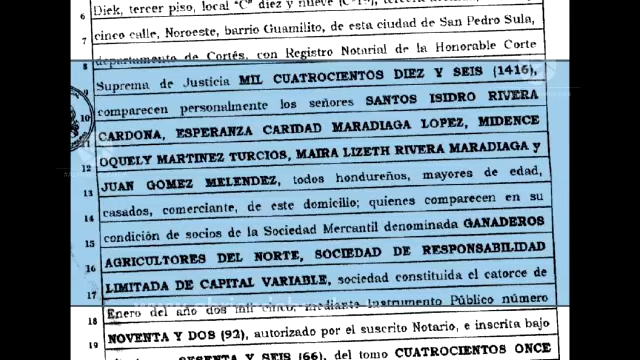 6 Diek, tercer piso, local "C" diez y nueve
cinco calle, Noroeste, barrio Guamilito, de esta ciudad de San Pedro Sula,
7 departamento de Cortés, con Registro Notarial de la Honorable Corte
8 Suprema de Justicia MIL CUATROCIENTOS DIEZ Y SEIS (1416),
9 comparecen personalmente los señores SANTOS ISIDRO RIVERA
10 CARDONA, ESPERANZA CARIDAD MARADIAGA LOPEZ, MIDENCE
11 OQUELY MARTINEZ TURCIOS, MAIRA LIZETH RIVERA MARADIAGA y
12 JUAN GOMEZ MELENDEZ, todos hondureños, mayores de edad,
13 casados, comerciante, de este domicilio; quienes comparecen en su
14 condición de socios de la Sociedad Mercantil denominada GANADEROS
15 AGRICULTORES DEL NORTE, SOCIEDAD DE RESPONSABILIDAD
16 LIMITADA DE CAPITAL VARIABLE, sociedad constituida el catorce de
17 Enero del año dos mil cinco, mediante Instrumento Público número
18 NOVENTA Y DOS (92), autorizado por el suscrito Notario, e inscrita bajo
19 SESENTA Y SEIS (66), del tomo CUATROCIENTOS ONCE